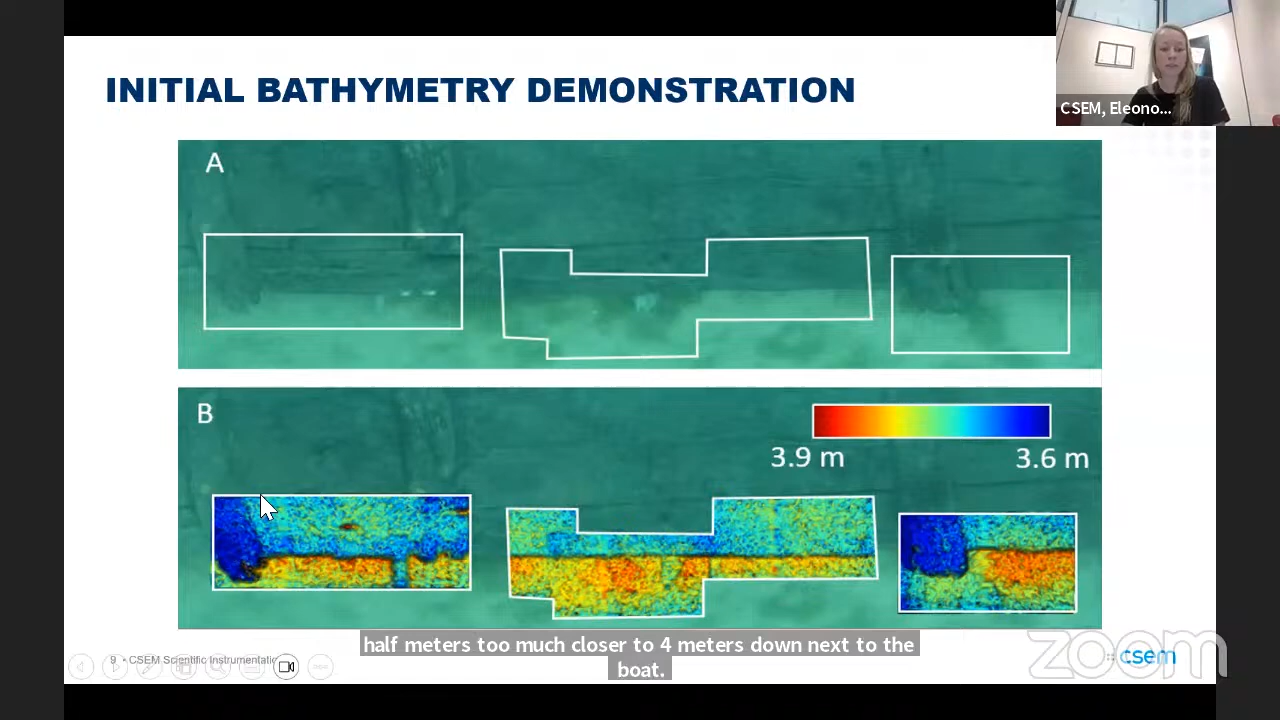 INITIAL BATHYMETRY DEMONSTRATION
CSEM, Eleono...
A
B
3.9 m
3.6 m
half meters too much closer to 4 meters down next to the
boat.
9 • CSEM Scientific Instrumentatio
zoom
csem